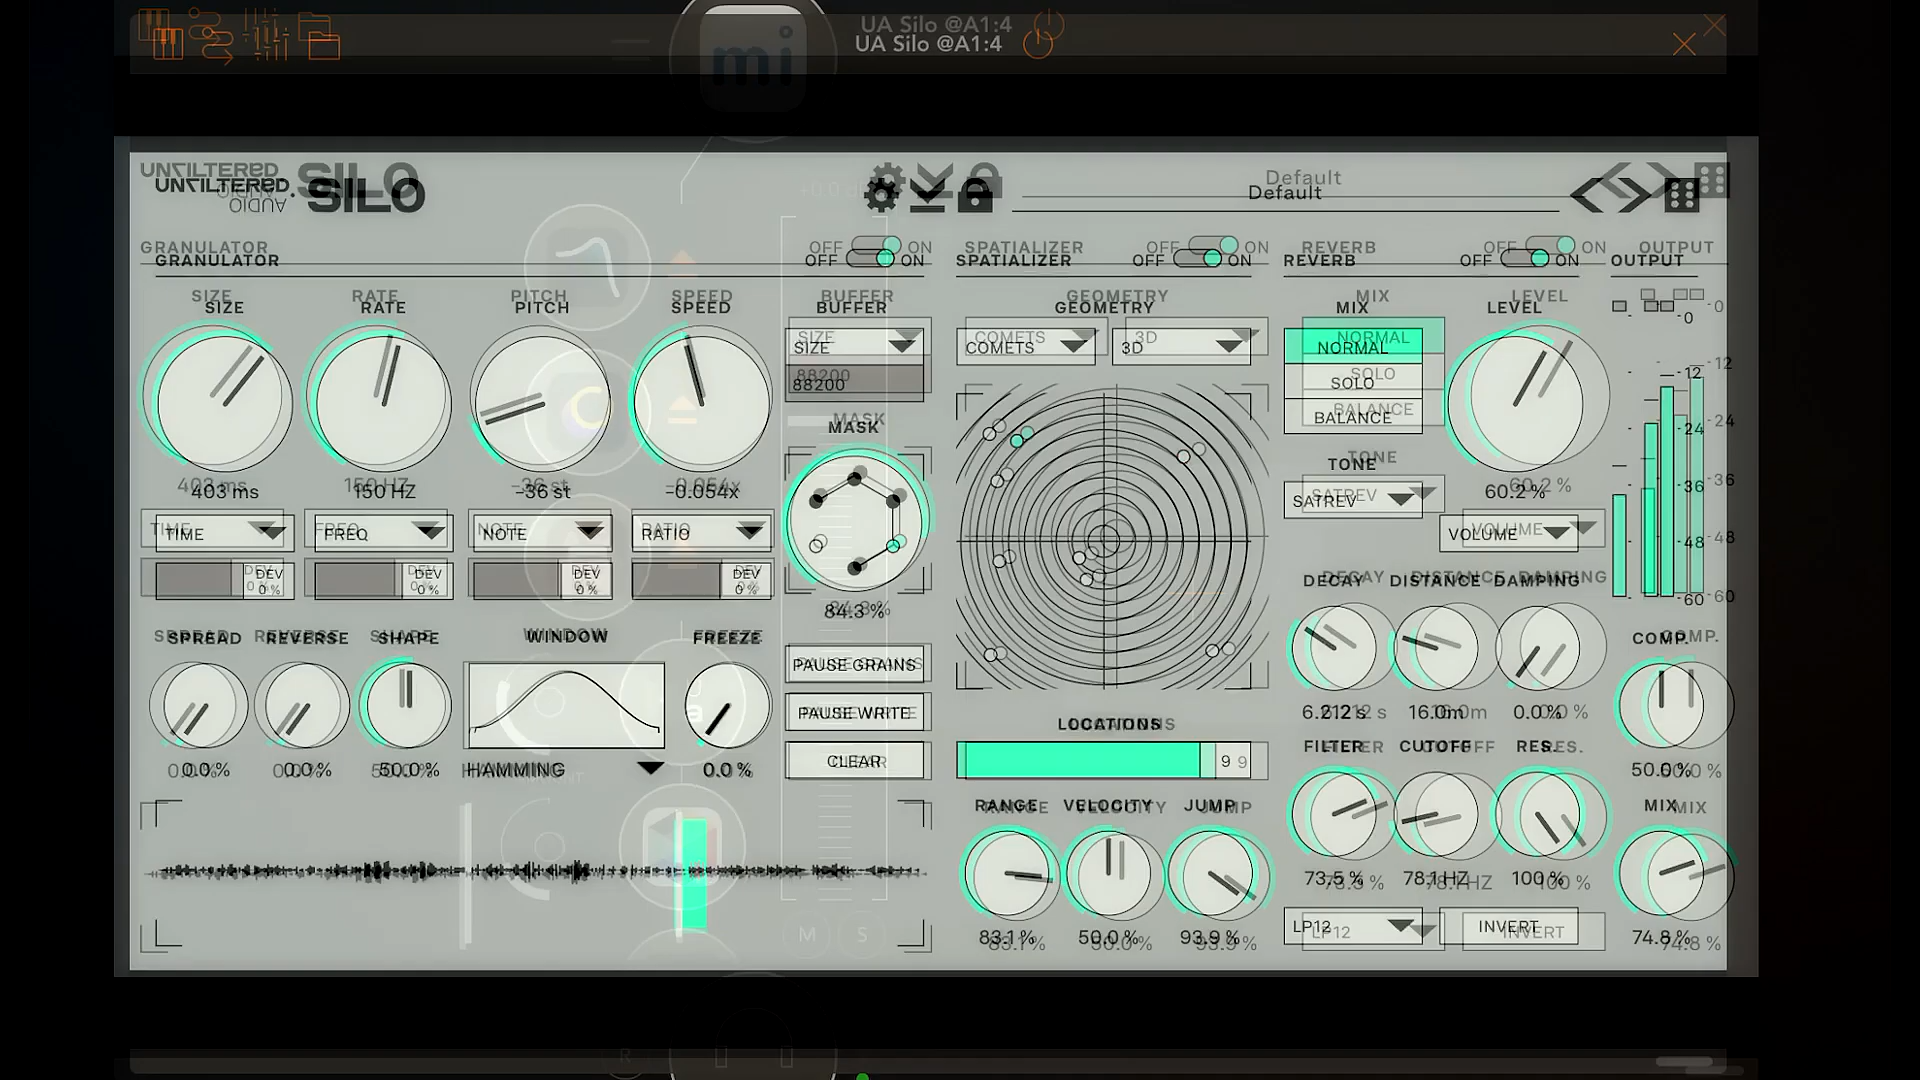 UA Silo @A1:4
UA Silo @A1:4
mi
UNFILTERED AUDIO SILO
Default
Default
GRANULATOR OFF ON
SPATIALIZER OFF ON
REVERB OFF ON
OUTPUT
SIZE RATE PITCH SPEED BUFFER
GEOMETRY
MIX LEVEL
SIZE
88200
COMETS 3D
NORMAL
SOLO
BALANCE
MASK
TONE
SATREV
403 ms 150 HZ -36 st -0.054x
60.2 %
TIME FREQ NOTE RATIO
VOLUME
DEV 0% DEV 0% DEV 0% DEV 0%
-0
-12
-24
-36
-48
-60
84.3 %
DECAY DISTANCE DAMPING
SPREAD REVERSE SHAPE WINDOW FREEZE
COMP.
PAUSE GRAINS
PAUSE WRITE
CLEAR
6.212 s 16.0m 0.0 %
LOCATIONS
9
FILTER CUTOFF RES.
0.0 % 0.0 % 50.0 % HAMMING 0.0 %
50.0 %
RANGE VELOCITY JUMP
MIX
73.5 % 78.1 HZ 100 %
83.1 % 50.0 % 93.9 %
LP12 INVERT
74.8 %
M S
R